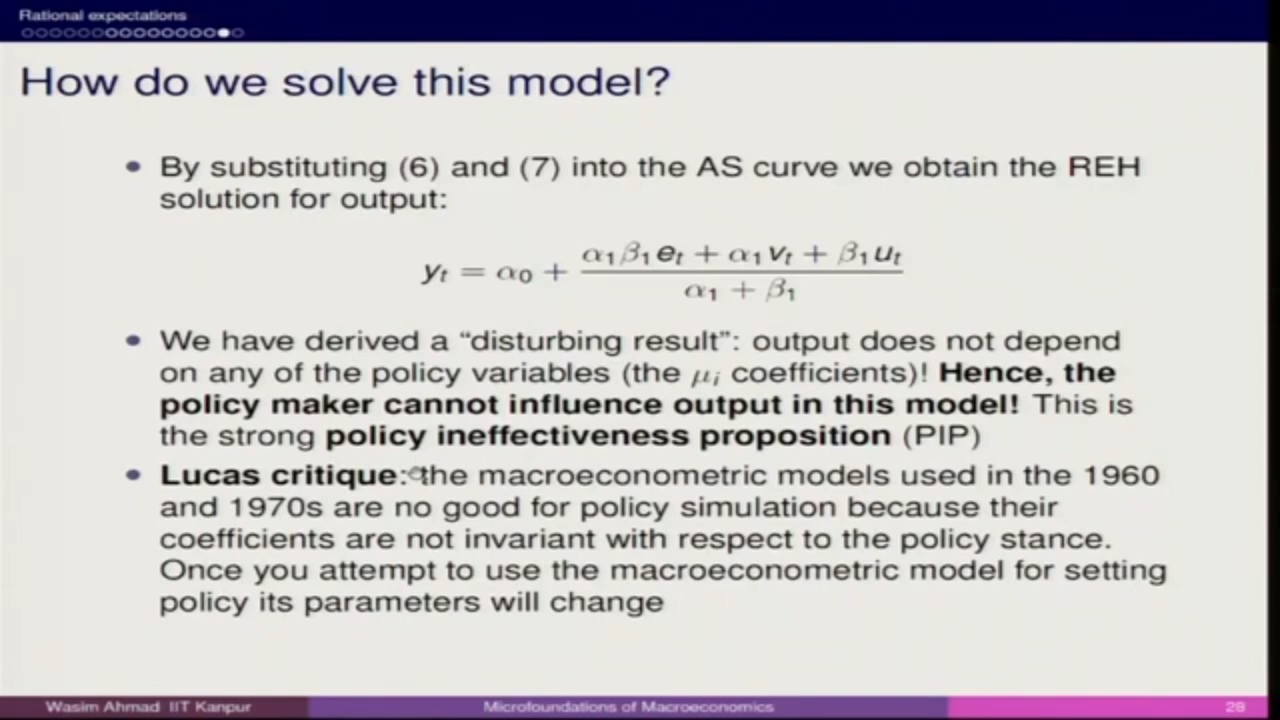 Rational expectations
How do we solve this model?
• By substituting (6) and (7) into the AS curve we obtain the REH
solution for output:
yₜ = α₀ + (α₁β₁eₜ + α₁vₜ + β₁uₜ) / (α₁ + β₁)
• We have derived a “disturbing result”: output does not depend
on any of the policy variables (the μᵢ coefficients)! Hence, the
policy maker cannot influence output in this model! This is
the strong policy ineffectiveness proposition (PIP)
• Lucas critique: the macroeconometric models used in the 1960
and 1970s are no good for policy simulation because their
coefficients are not invariant with respect to the policy stance.
Once you attempt to use the macroeconometric model for setting
policy its parameters will change
Wasim Ahmad IIT Kanpur
Microfoundations of Macroeconomics
29